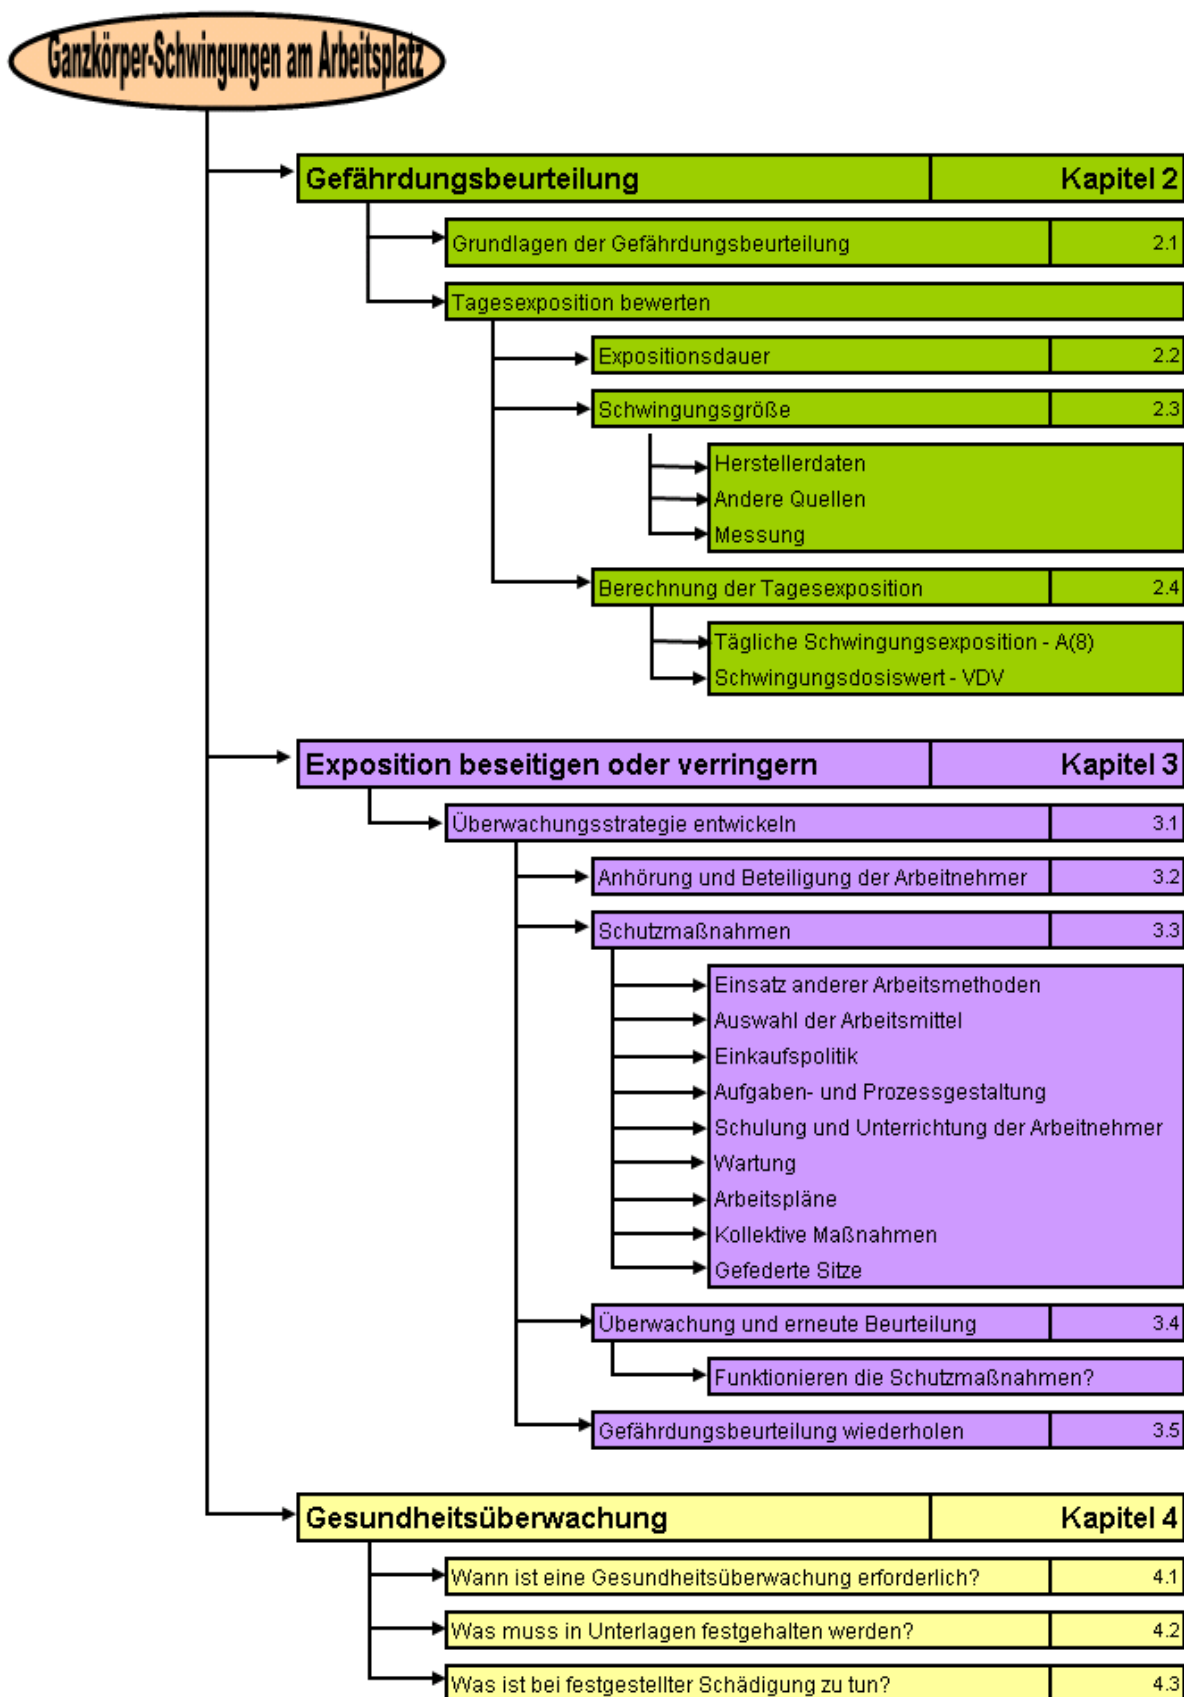 Ganzkörper-Schwingungen am Arbeitsplatz
Gefährdungsbeurteilung Kapitel 2
Grundlagen der Gefährdungsbeurteilung 2.1
Tagesexposition bewerten
Expositionsdauer 2.2
Schwingungsgröße 2.3
Herstellerdaten
Andere Quellen
Messung
Berechnung der Tagesexposition 2.4
Tägliche Schwingungsexposition - A(8)
Schwingungsdosiswert - VDV
Exposition beseitigen oder verringern Kapitel 3
Überwachungsstrategie entwickeln 3.1
Anhörung und Beteiligung der Arbeitnehmer 3.2
Schutzmaßnahmen 3.3
Einsatz anderer Arbeitsmethoden
Auswahl der Arbeitsmittel
Einkaufspolitik
Aufgaben- und Prozessgestaltung
Schulung und Unterrichtung der Arbeitnehmer
Wartung
Arbeitspläne
Kollektive Maßnahmen
Gefederte Sitze
Überwachung und erneute Beurteilung 3.4
Funktionieren die Schutzmaßnahmen?
Gefährdungsbeurteilung wiederholen 3.5
Gesundheitsüberwachung Kapitel 4
Wann ist eine Gesundheitsüberwachung erforderlich? 4.1
Was muss in Unterlagen festgehalten werden? 4.2
Was ist bei festgestellter Schädigung zu tun? 4.3